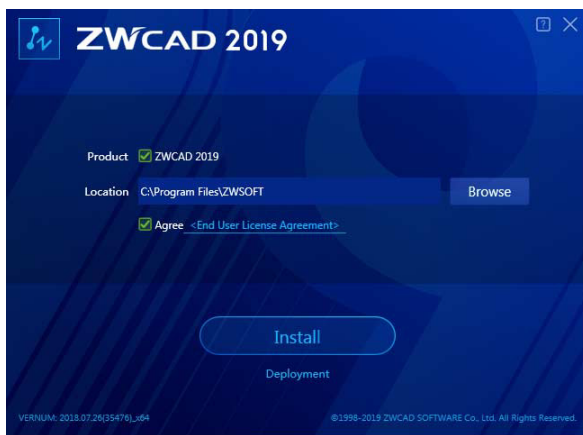 ZWCAD 2019
?
Product ZWCAD 2019
Location C:\Program Files\ZWSOFT Browse
Agree <End User License Agreement>
Install
Deployment
VERNUM: 2018.07.26(35476)_x64 ©1998-2019 ZWCAD SOFTWARE Co., Ltd. All Rights Reserved.